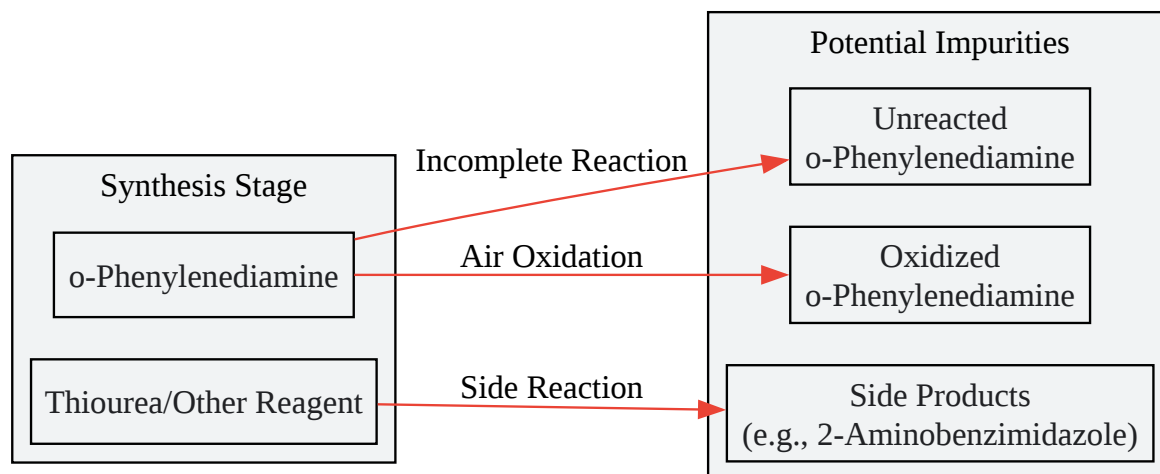 Synthesis Stage
o-Phenylenediamine
Thiourea/Other Reagent
Incomplete Reaction
Air Oxidation
Side Reaction
Potential Impurities
Unreacted
o-Phenylenediamine
Oxidized
o-Phenylenediamine
Side Products
(e.g., 2-Aminobenzimidazole)